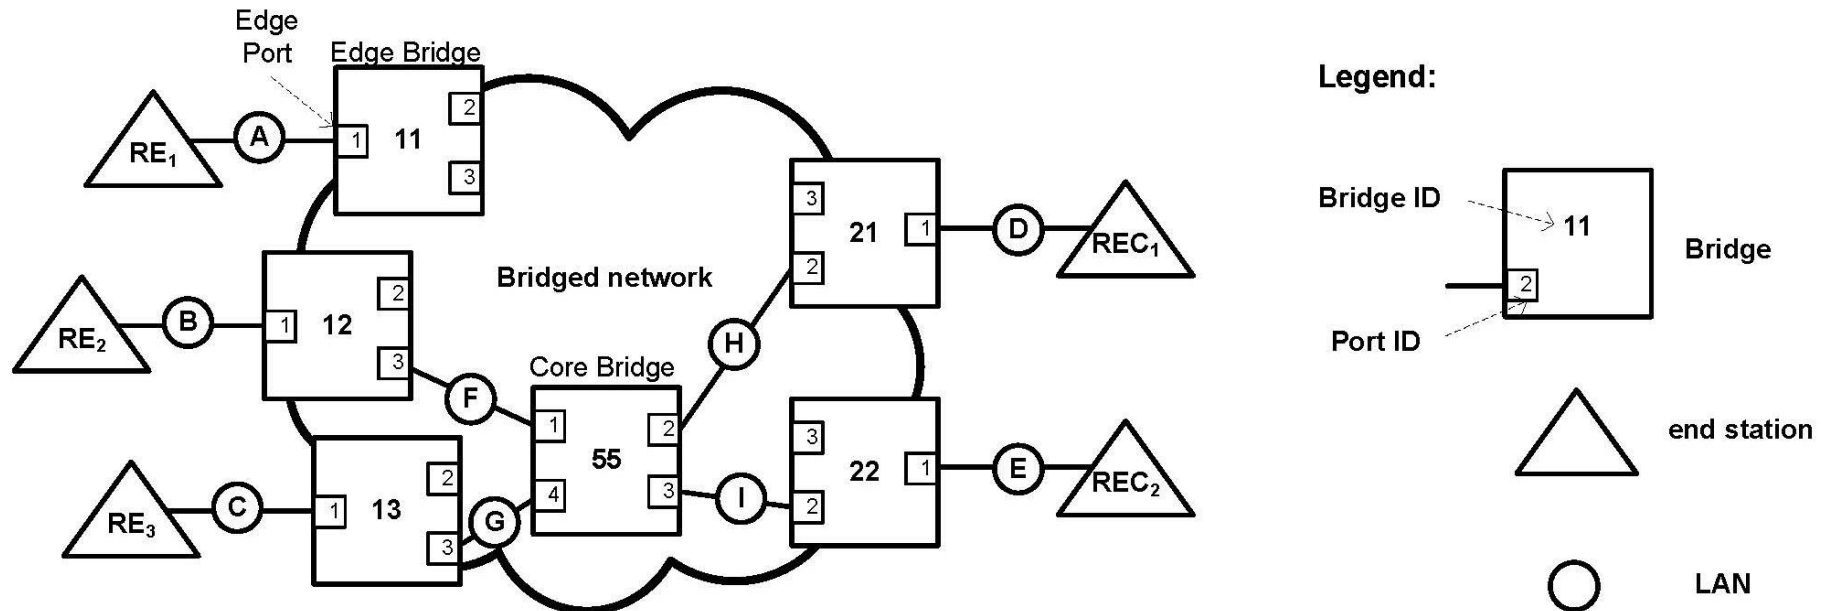 Edge
Port
Edge Bridge
RE1
A
1
11
2
3
RE2
B
1
12
2
3
RE3
C
1
13
2
3
Bridged network
F
G
Core Bridge
1
4
55
2
3
H
I
3
2
21
1
D
REC1
3
2
22
1
E
REC2
Legend:
Bridge ID
11
Bridge
2
Port ID
end station
LAN